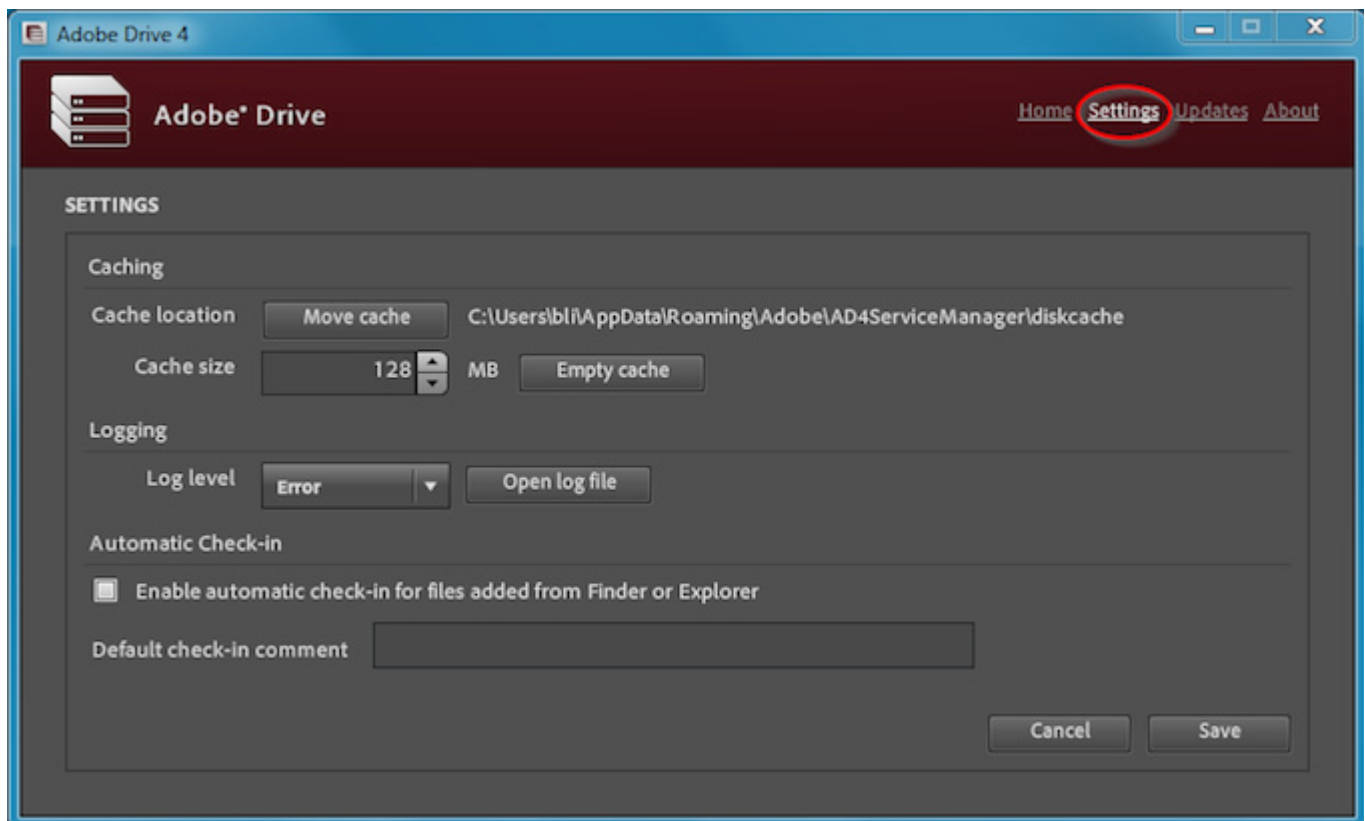 Adobe Drive 4
Adobe® Drive
Home Settings Updates About
SETTINGS
Caching
Cache location Move cache C:\Users\bli\AppData\Roaming\Adobe\AD4ServiceManager\diskcache
Cache size 128 MB Empty cache
Logging
Log level Error Open log file
Automatic Check-in
Enable automatic check-in for files added from Finder or Explorer
Default check-in comment
Cancel Save